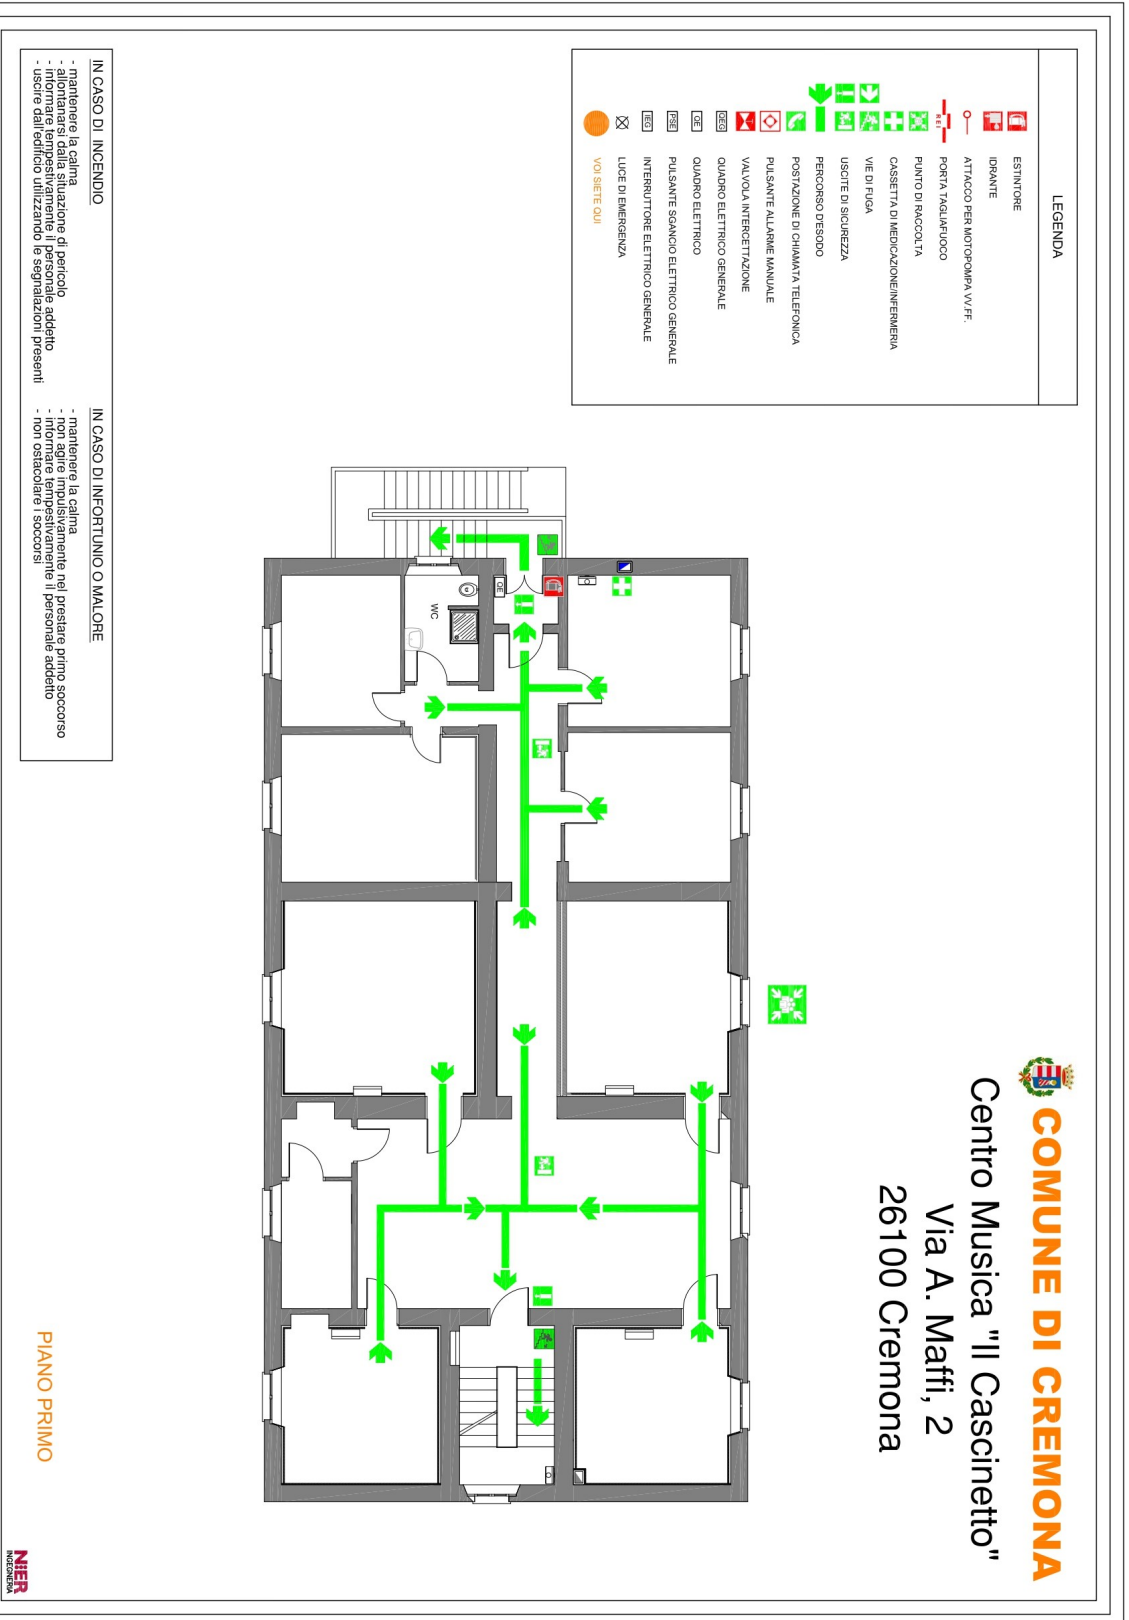 COMUNE DI CREMONA
Centro Musica "Il Cascinetto"
Via A. Maffi, 2
26100 Cremona
LEGENDA
ESTINTORE
IDRANTE
ATTACCO PER MOTOPOMPA VV.FF.
REI
PORTA TAGLIAFUOCO
PUNTO DI RACCOLTA
CASSETTA DI MEDICAZIONE/INFERMERIA
VIE DI FUGA
USCITE DI SICUREZZA
PERCORSO D'ESODO
POSTAZIONE DI CHIAMATA TELEFONICA
PULSANTE ALLARME MANUALE
VALVOLA INTERCETTAZIONE
QEG QUADRO ELETTRICO GENERALE
QE QUADRO ELETTRICO
PSE PULSANTE SGANCIO ELETTRICO GENERALE
IEG INTERRUTTORE ELETTRICO GENERALE
LUCE DI EMERGENZA
VOI SIETE QUI
QE
WC
IN CASO DI INCENDIO
- mantenere la calma
- allontanarsi dalla situazione di pericolo
- informare tempestivamente il personale addetto
- uscire dall'edificio utilizzando le segnalazioni presenti
IN CASO DI INFORTUNIO O MALORE
- mantenere la calma
- non agire impulsivamente nel prestare primo soccorso
- informare tempestivamente il personale addetto
- non ostacolare i soccorsi
PIANO PRIMO
NIER
INGEGNERIA